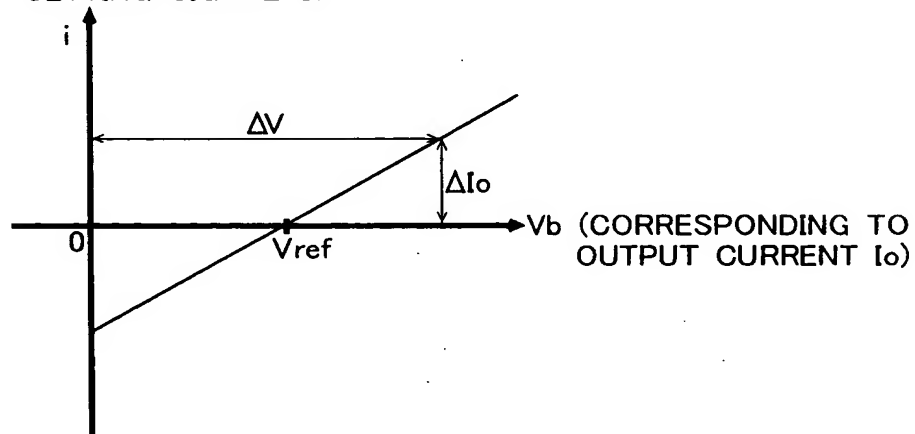 i
ΔV
ΔIo
0
Vref
Vb (CORRESPONDING TO
OUTPUT CURRENT Io)